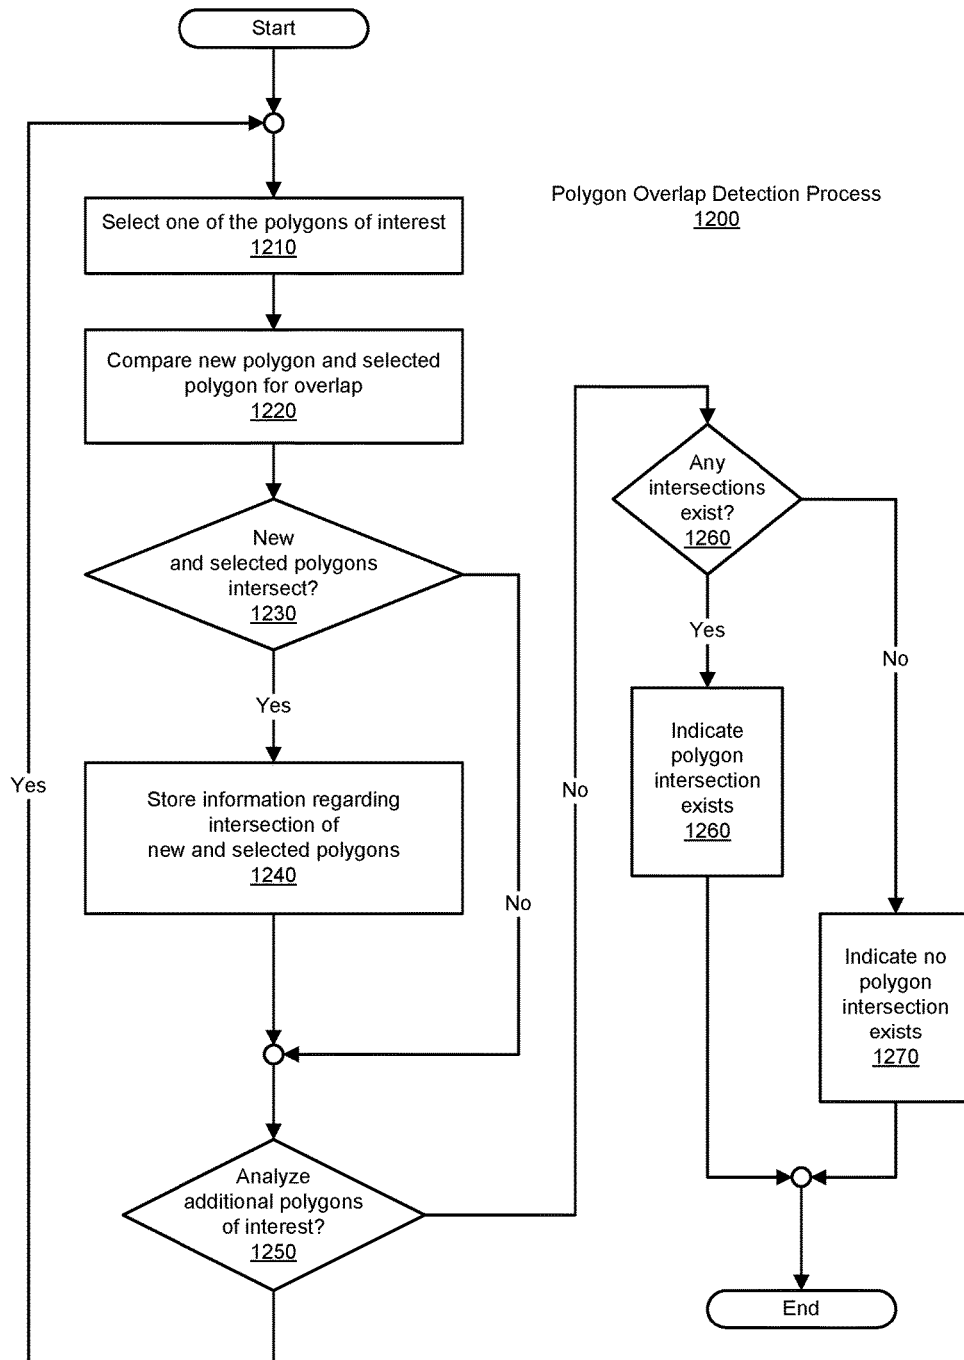 Start
Polygon Overlap Detection Process
1200
Select one of the polygons of interest
1210
Compare new polygon and selected
polygon for overlap
1220
New
and selected polygons
intersect?
1230
Yes
No
Store information regarding
intersection of
new and selected polygons
1240
Analyze
additional polygons
of interest?
1250
Yes
No
Any
intersections
exist?
1260
Yes
No
Indicate
polygon
intersection
exists
1260
Indicate no
polygon
intersection
exists
1270
End